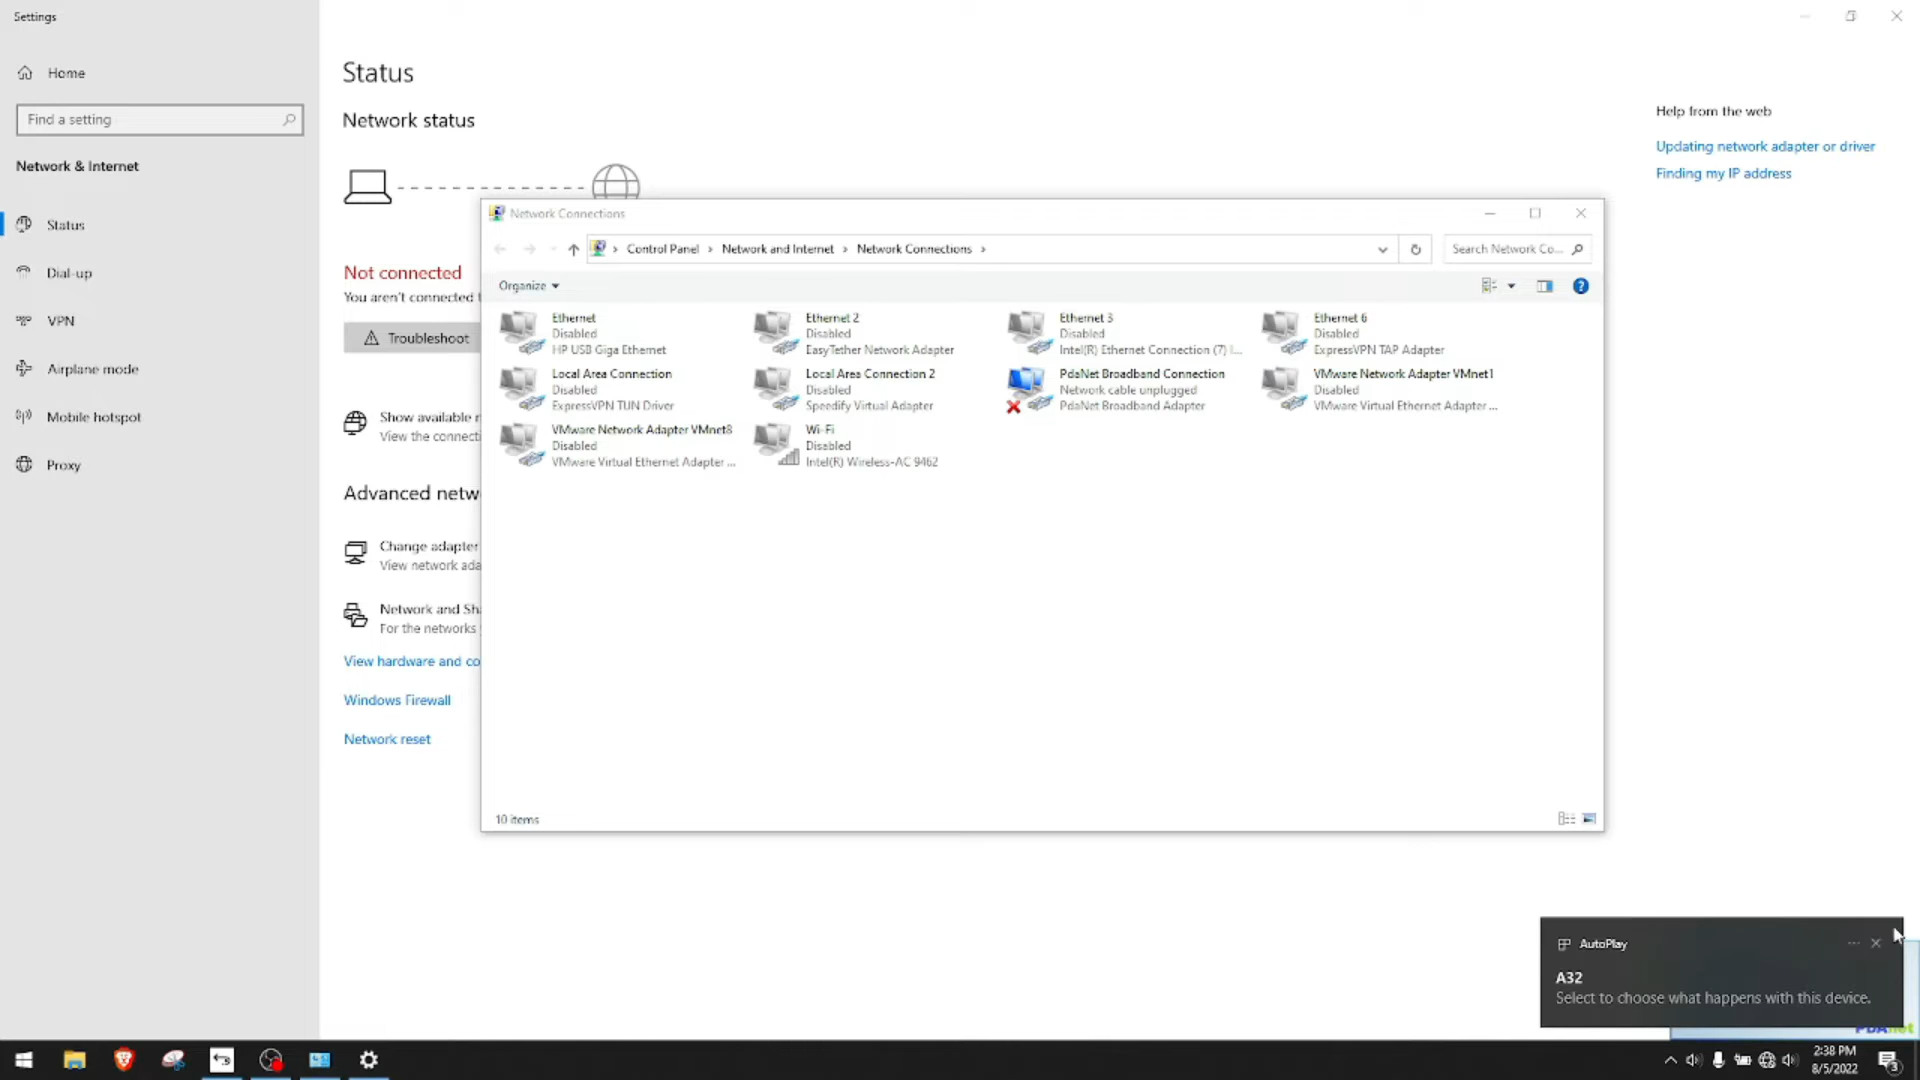 Settings
Home
Find a setting
Network & Internet
Status
Dial-up
VPN
Airplane mode
Mobile hotspot
Proxy
Status
Network status
Not connected
You aren't connected
Troubleshoot
Show available
View the connecti
Advanced netw
Change adapter
View network ada
Network and Sha
For the networks
View hardware and co
Windows Firewall
Network reset
Help from the web
Updating network adapter or driver
Finding my IP address
Network Connections
Control Panel > Network and Internet > Network Connections >
Search Network Co...
Organize
Ethernet
Disabled
HP USB Giga Ethernet
Ethernet 2
Disabled
EasyTether Network Adapter
Ethernet 3
Disabled
Intel(R) Ethernet Connection (7) I...
Ethernet 6
Disabled
ExpressVPN TAP Adapter
Local Area Connection
Disabled
ExpressVPN TUN Driver
Local Area Connection 2
Disabled
Speedify Virtual Adapter
PdaNet Broadband Connection
Network cable unplugged
PdaNet Broadband Adapter
VMware Network Adapter VMnet1
Disabled
VMware Virtual Ethernet Adapter ...
VMware Network Adapter VMnet8
Disabled
VMware Virtual Ethernet Adapter ...
Wi-Fi
Disabled
Intel(R) Wireless-AC 9462
10 items
AutoPlay
A32
Select to choose what happens with this device.
PDAnet
2:38 PM
8/5/2022
3